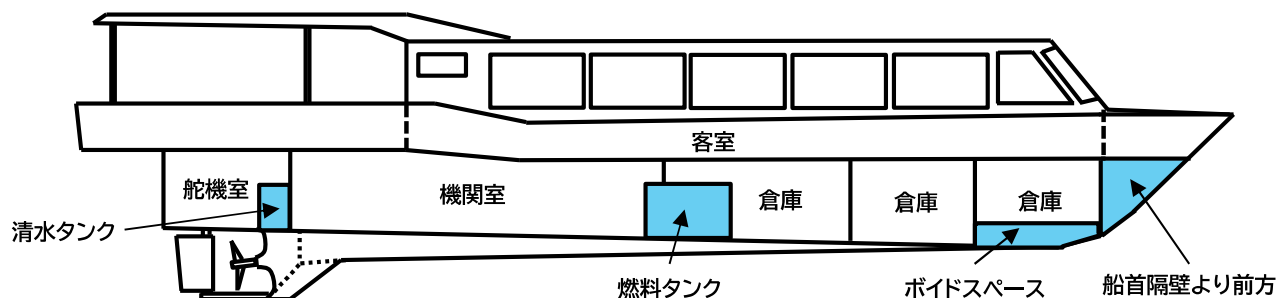 客室
舵機室
機関室
倉庫
倉庫
倉庫
清水タンク
燃料タンク
ボイドスペース
船首隔壁より前方